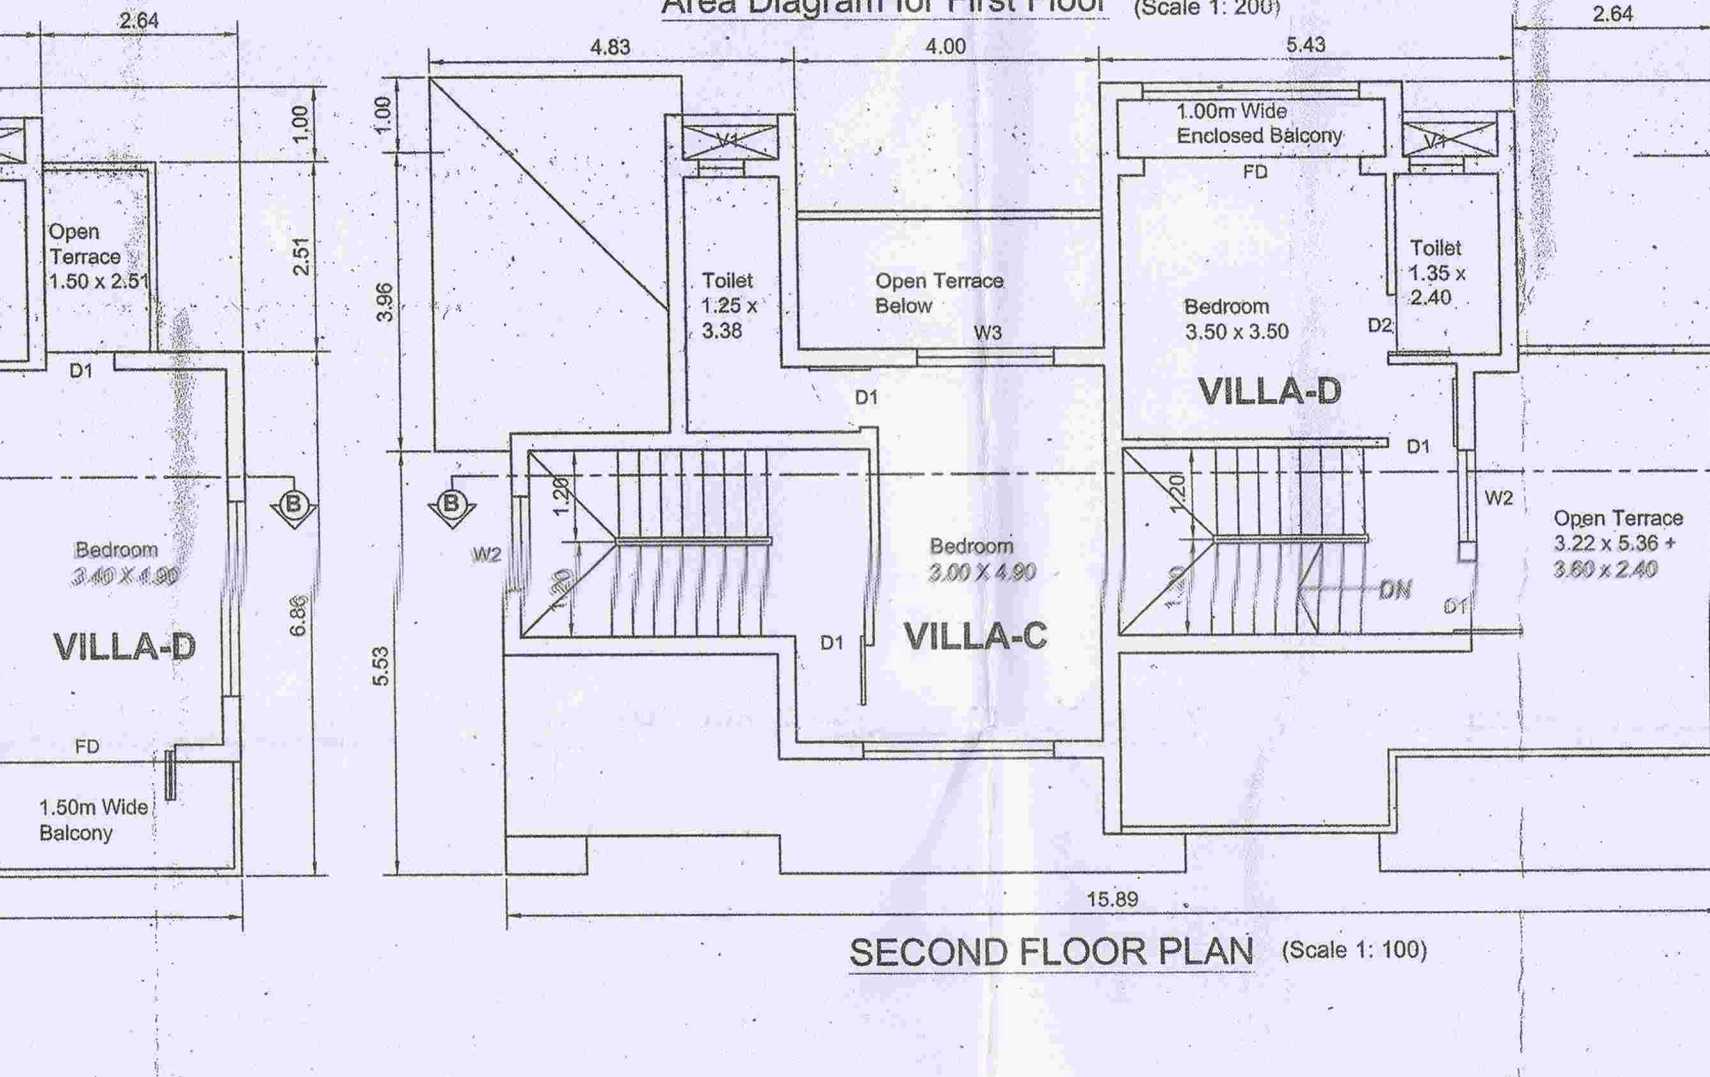 Area Diagram for First Floor (Scale 1: 200)
2.64
4.83
4.00
5.43
2.64
1.00
1.00
2.51
3.96
V1
1.00m Wide
Enclosed Balcony
FD
V1
Open
Terrace
1.50 x 2.51
Toilet
1.25 x
3.38
Open Terrace
Below
W3
Bedroom
3.50 x 3.50
D2
Toilet
1.35 x
2.40
D1
D1
VILLA-D
D1
B
B
1.20
1.20
W2
W2
1.20
Bedroom
3.40 X 4.90
Bedroom
3.00 X 4.90
DN
D1
Open Terrace
3.22 x 5.36 +
3.60 x 2.40
VILLA-D
6.86
5.53
D1
VILLA-C
FD
1.50m Wide
Balcony
15.89
SECOND FLOOR PLAN (Scale 1: 100)